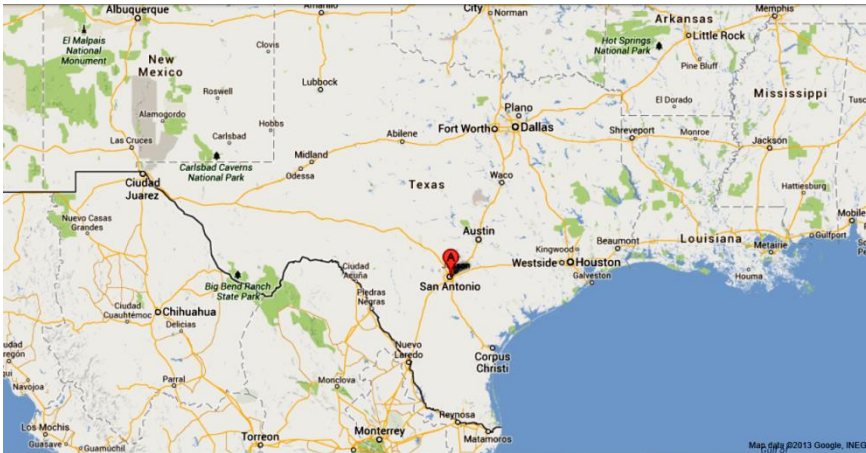 Albuquerque
El Malpais
National
Monument
New
Mexico
Clovis
Roswell
Alamogordo
Hobbs
Carlsbad
Las Cruces
Carlsbad Caverns
National Park
Ciudad
Juarez
Nuevo Casas
Grandes
Lubbock
Midland
Odessa
Abilene
City
Norman
Plano
Fort Worth
Dallas
Waco
Texas
Austin
A
San Antonio
Kingwood
Westside
Houston
Beaumont
Galveston
Corpus
Christi
Arkansas
Memphis
Hot Springs
National Park
Little Rock
Pine Bluff
El Dorado
Mississippi
Tusc
Shreveport
Monroe
Jackson
Hattiesburg
Mobile
Gulfport
Louisiana
Metairie
Houma
Big Bend Ranch
State Park
Ciudad
Acuña
Piedras
Negras
Chihuahua
Ciudad
Cuauhtémoc
Delicias
Nuevo
Laredo
Navojoa
Parral
Monclova
Los Mochis
Guasave
Guamuchil
Torreon
Monterrey
Reynosa
Matamoros
Map data ©2013 Google, INEG